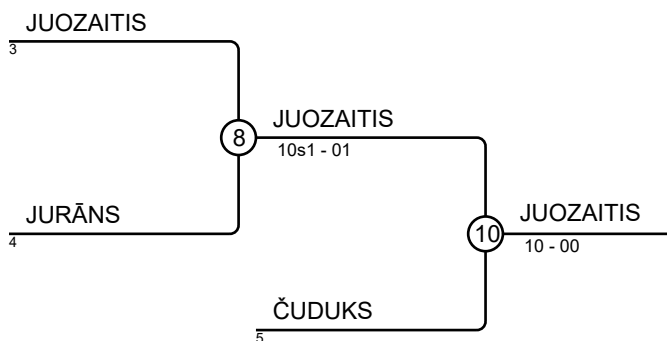 JUOZAITIS
3
8
JUOZAITIS
10s1 - 01
JURĀNS
4
10
JUOZAITIS
10 - 00
ČUDUKS
5